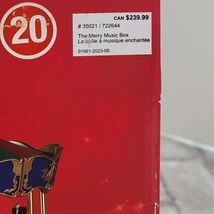 20
CAN $239.99
# 35021 / 722644
The Merry Music Box
La boîte à musique enchantée
01561-2023-05